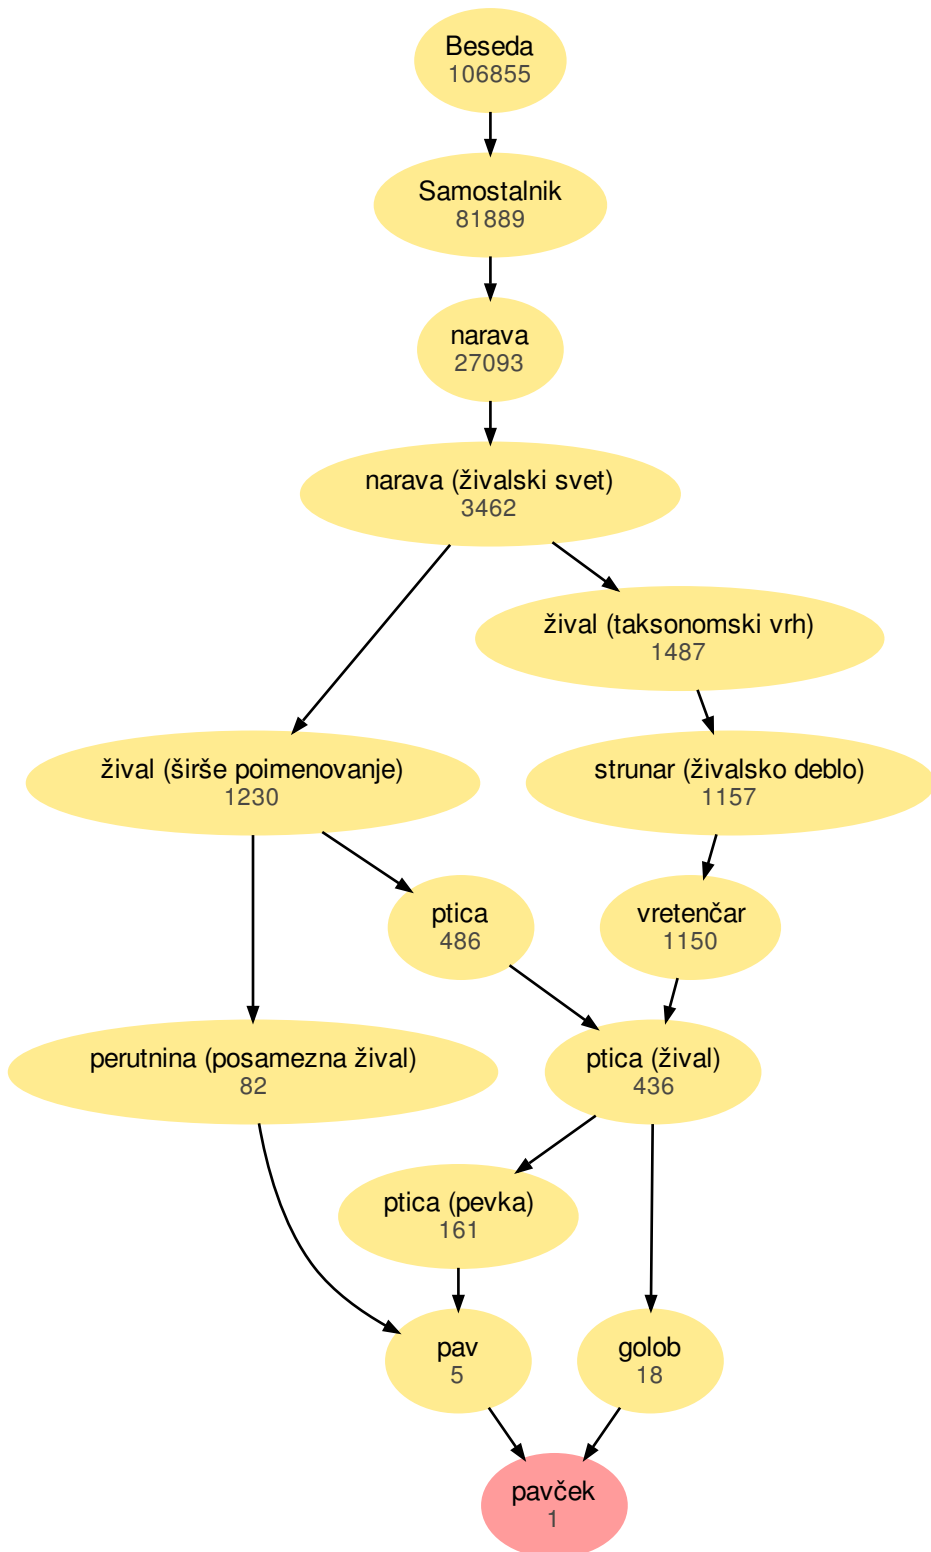 Beseda
106855
Samostalnik
81889
narava
27093
narava (živalski svet)
3462
žival (taksonomski vrh)
1487
žival (širše poimenovanje)
1230
strunar (živalsko deblo)
1157
ptica
486
vretenčar
1150
perutnina (posamezna žival)
82
ptica (žival)
436
ptica (pevka)
161
pav
5
golob
18
pavček
1